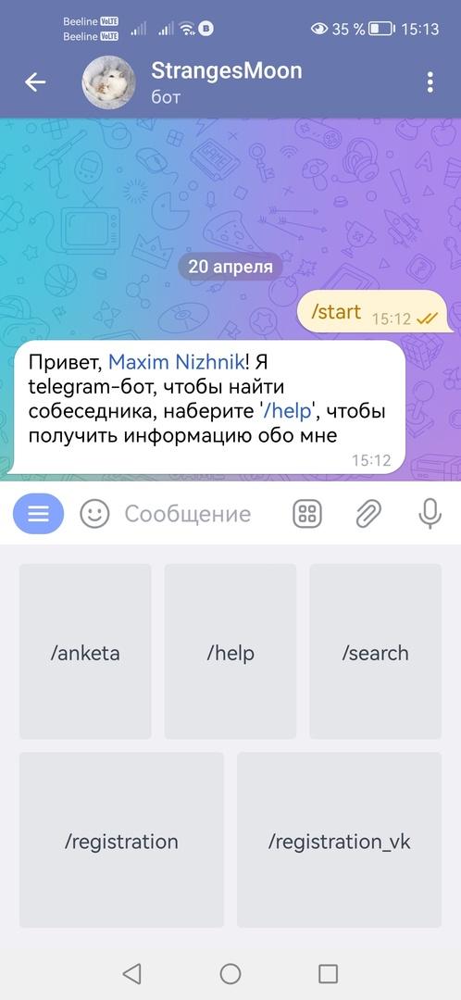 Beeline VoLTE
Beeline VoLTE
B
35 %
15:13
StrangesMoon
бот
20 апреля
/start 15:12
Привет, Maxim Nizhnik! Я
telegram-бот, чтобы найти
собеседника, наберите '/help', чтобы
получить информацию обо мне
15:12
Сообщение
/anketa
/help
/search
/registration
/registration_vk